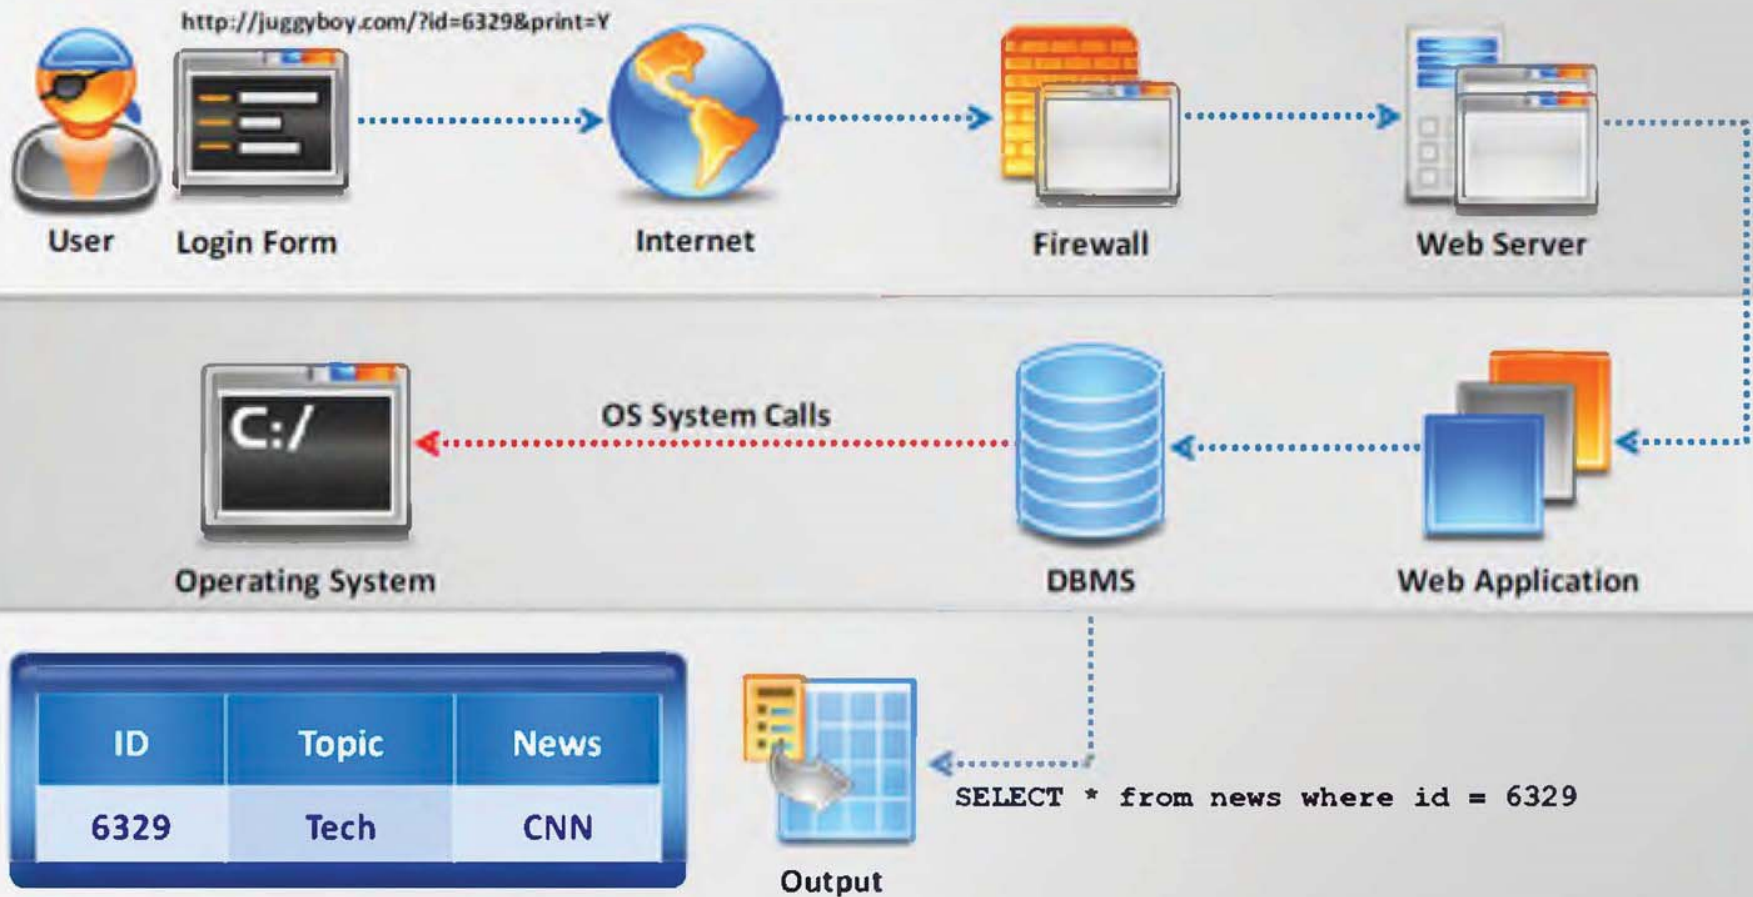 http://juggyboy.com/?id=6329&print=Y
User
Login Form
Internet
Firewall
Web Server
C:/
OS System Calls
Operating System
DBMS
Web Application
ID Topic News
6329 Tech CNN
SELECT * from news where id = 6329
Output